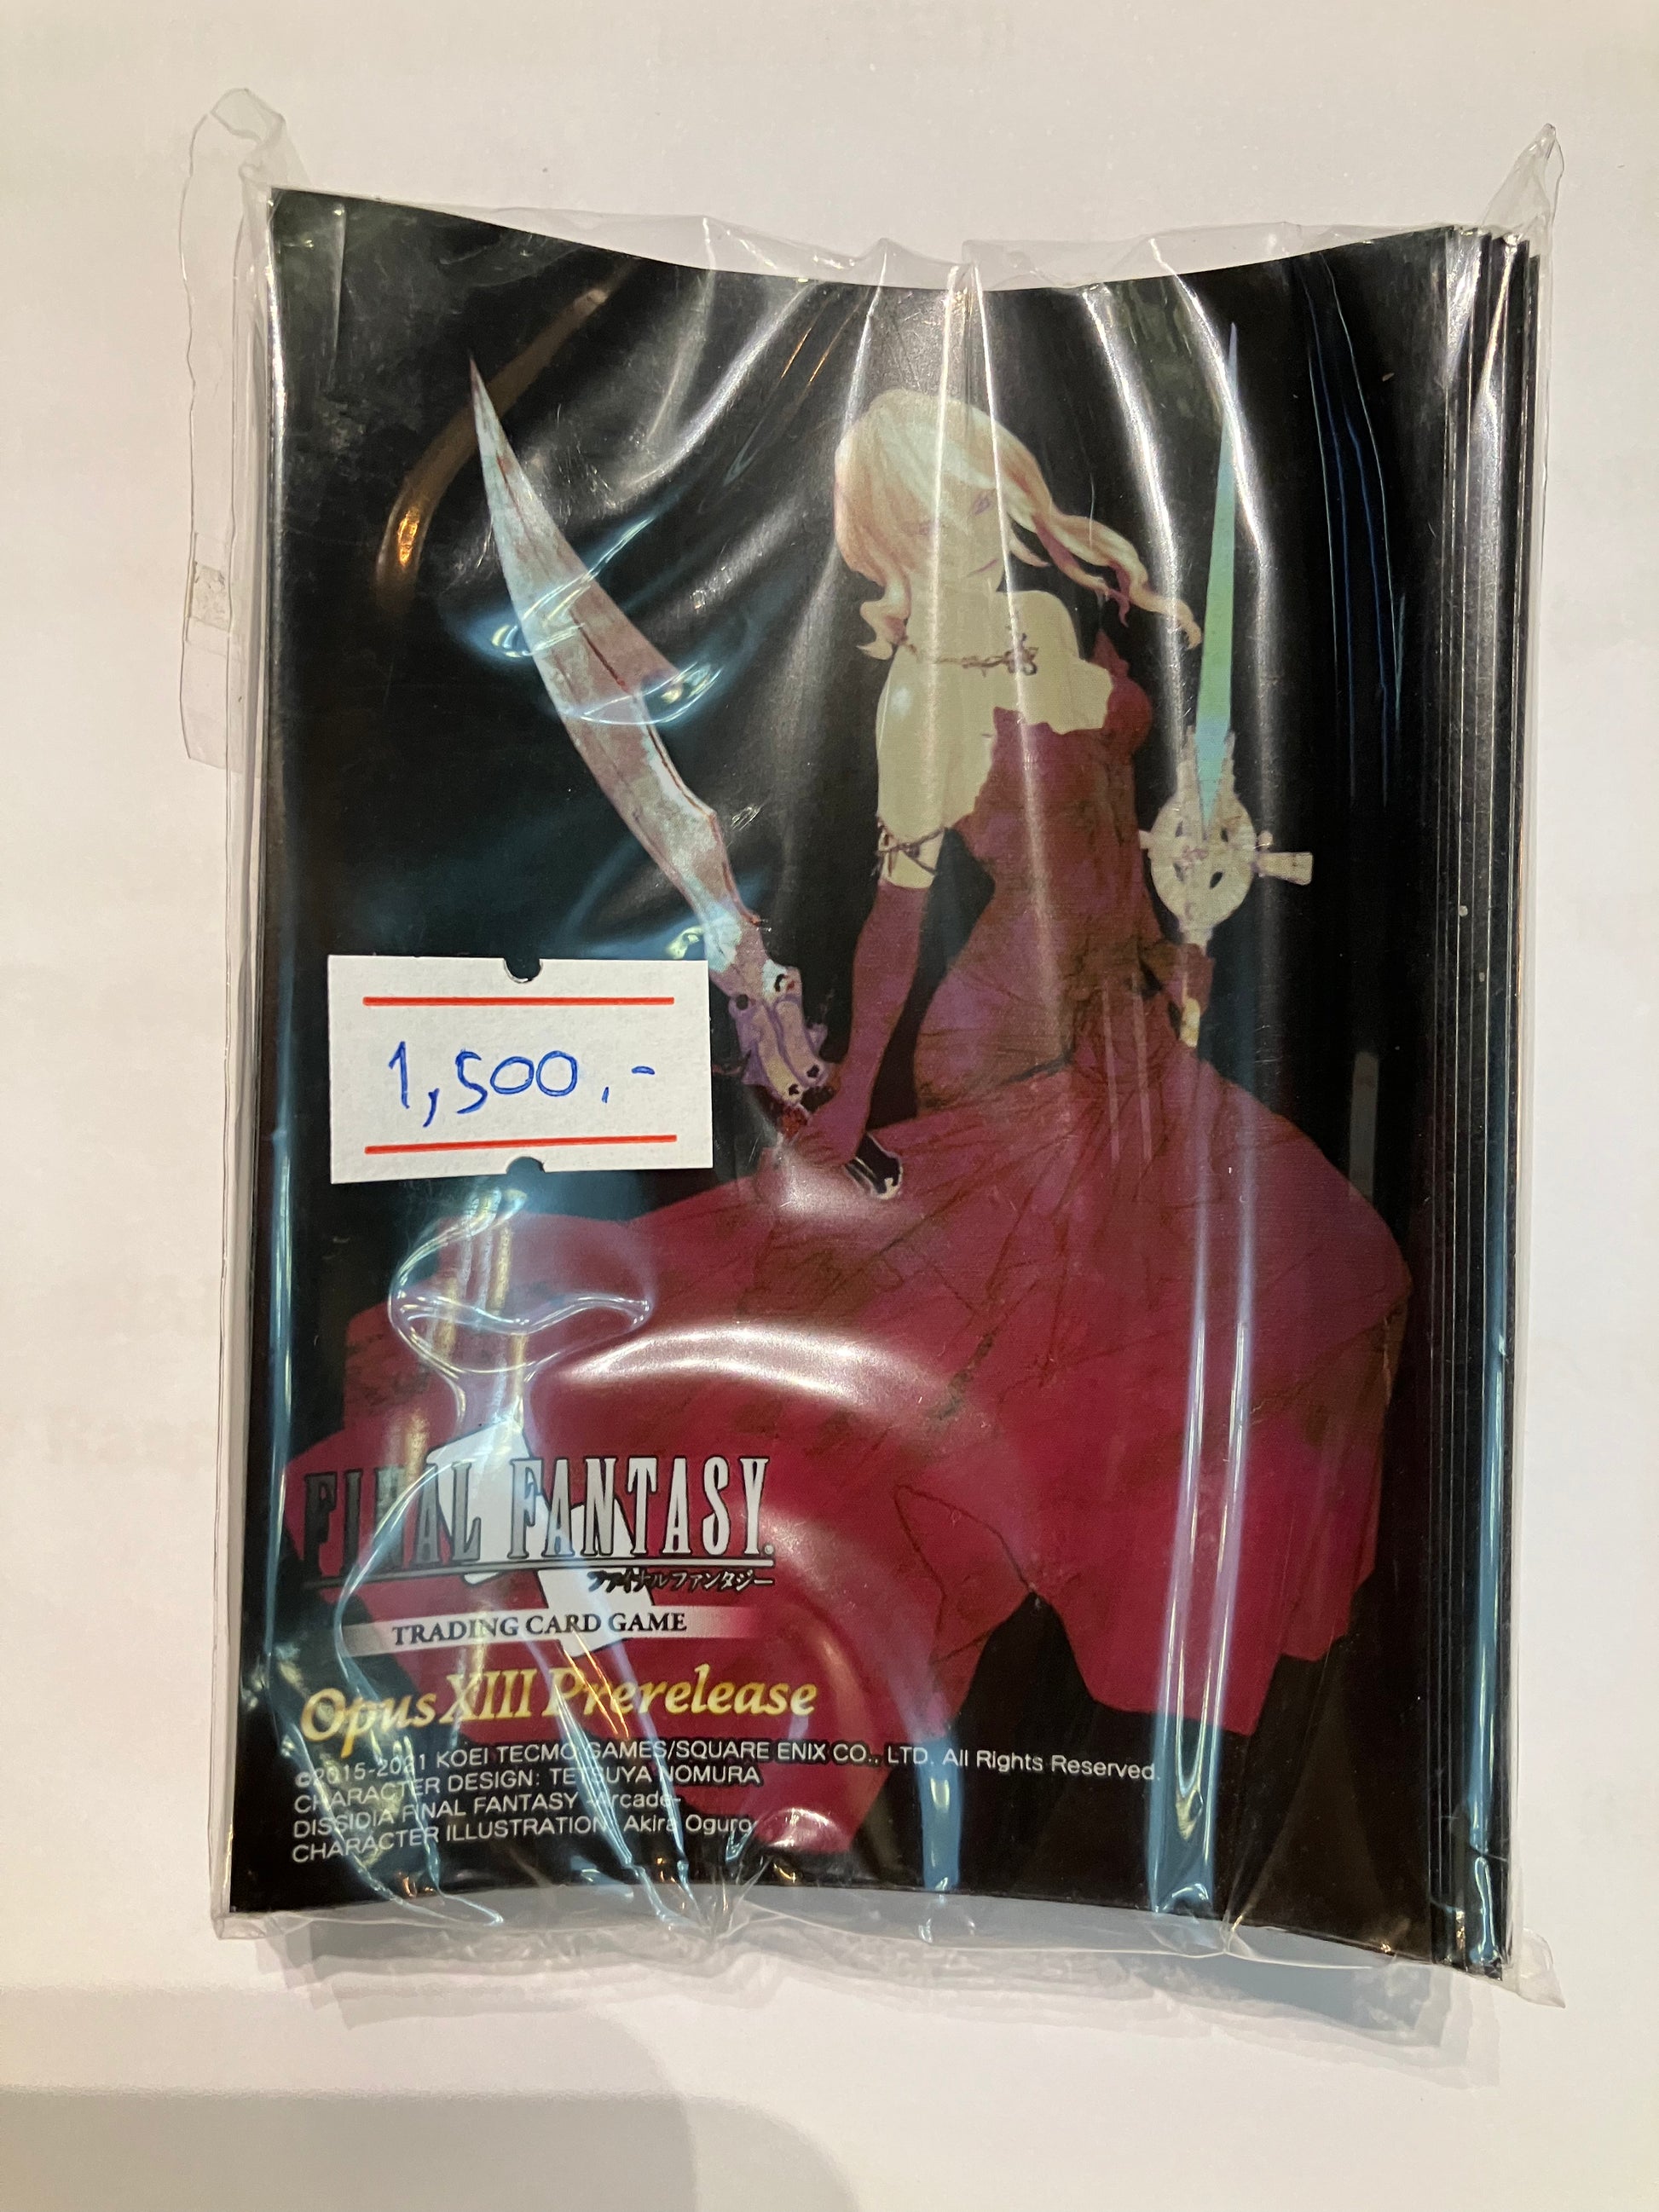 1,500.-
FINAL FANTASY®
ファイナルファンタジー
TRADING CARD GAME
Opus XIII Prerelease
©2015-2021 KOEI TECMO GAMES/SQUARE ENIX CO., LTD. All Rights Reserved.
CHARACTER DESIGN: TETSUYA NOMURA
DISSIDIA FINAL FANTASY -Arcade-
CHARACTER ILLUSTRATION: Akira Oguro